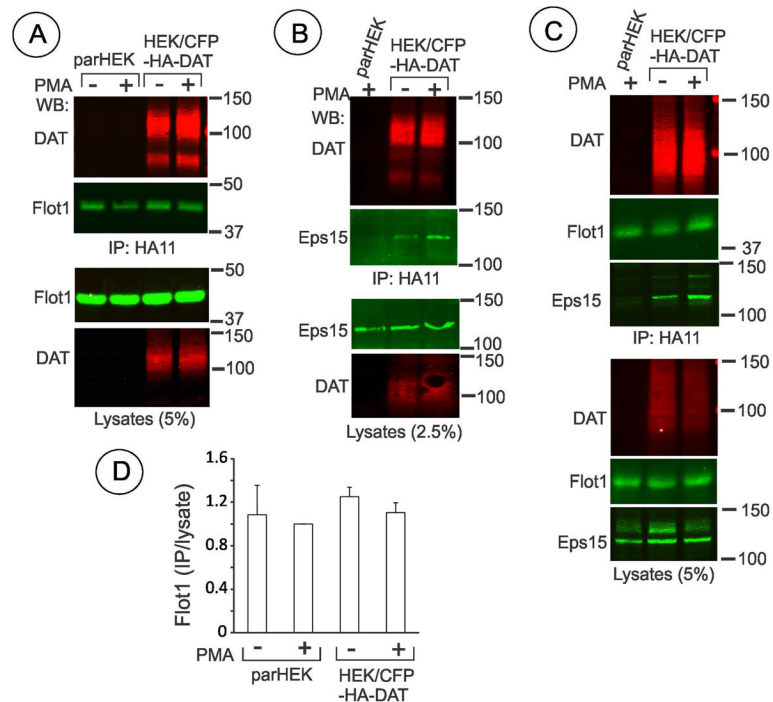 A
parHEK
HEK/CFP
-HA-DAT
PMA - + - +
WB:
150
DAT
100
50
Flot1
37
IP: HA11
50
Flot1
37
150
DAT
100
Lysates (5%)
B
parHEK
HEK/CFP
-HA-DAT
PMA + - +
WB:
150
DAT
100
150
Eps15
100
IP: HA11
150
Eps15
100
150
DAT
100
Lysates (2.5%)
C
parHEK
HEK/CFP
-HA-DAT
+ - +
150
DAT
100
Flot1
37
150
Eps15
100
IP: HA11
150
DAT
100
Flot1
150
Eps15
100
Lysates (5%)
D
Flot1 (IP/lysate)
1.6
1.2
0.8
0.4
0
PMA - + - +
parHEK
HEK/CFP
-HA-DAT